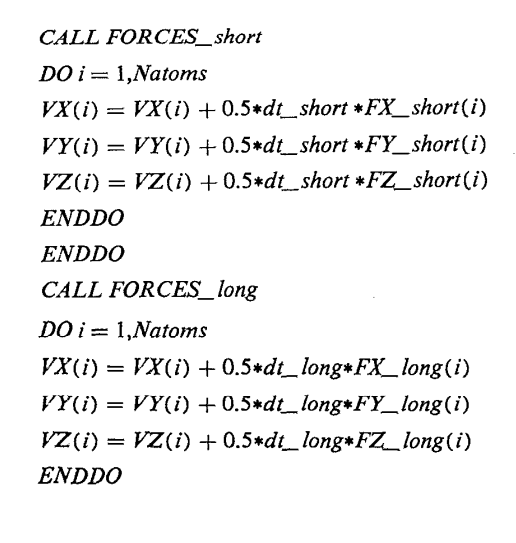 CALL FORCES_short
DO i = 1,Natoms
VX(i) = VX(i) + 0.5*dt_short*FX_short(i)
VY(i) = VY(i) + 0.5*dt_short*FY_short(i)
VZ(i) = VZ(i) + 0.5*dt_short*FZ_short(i)
ENDDO
ENDDO
CALL FORCES_long
DO i = 1,Natoms
VX(i) = VX(i) + 0.5*dt_long*FX_long(i)
VY(i) = VY(i) + 0.5*dt_long*FY_long(i)
VZ(i) = VZ(i) + 0.5*dt_long*FZ_long(i)
ENDDO